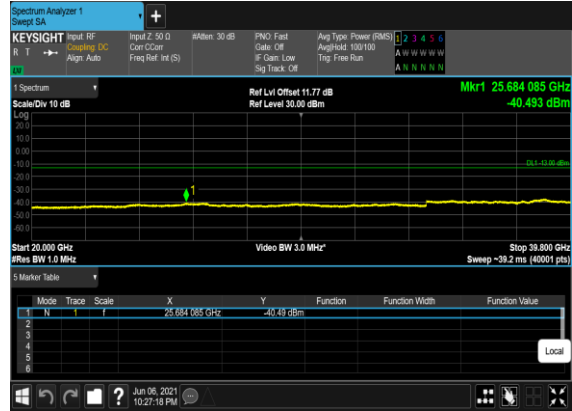 Spectrum Analyzer 1
Swept SA
+
KEYSIGHT Input: RF Input Z: 50 Ω #Atten: 30 dB PNO: Fast Avg Type: Power (RMS) 1 2 3 4 5 6
R T Coupling: DC Corr CCorr Gate: Off Avg|Hold: 100/100 A W W W W W
Align: Auto Freq Ref: Int (S) IF Gain: Low Trig: Free Run
LW Sig Track: Off A N N N N N
1 Spectrum Ref Lvl Offset 11.77 dB Mkr1 25.684 085 GHz
Scale/Div 10 dB Ref Level 30.00 dBm -40.493 dBm
Log
20.0
10.0
0.00
-10.0
DL1 -13.00 dBm
-20.0
-30.0
1
-40.0
-50.0
-60.0
Start 20.000 GHz Video BW 3.0 MHz* Stop 39.800 GHz
#Res BW 1.0 MHz Sweep ~39.2 ms (40001 pts)
5 Marker Table
Mode Trace Scale X Y Function Function Width Function Value
1 N 1 f 25.684 085 GHz -40.49 dBm
2
3
4
5
6
Local
? Jun 06, 2021
10:27:18 PM